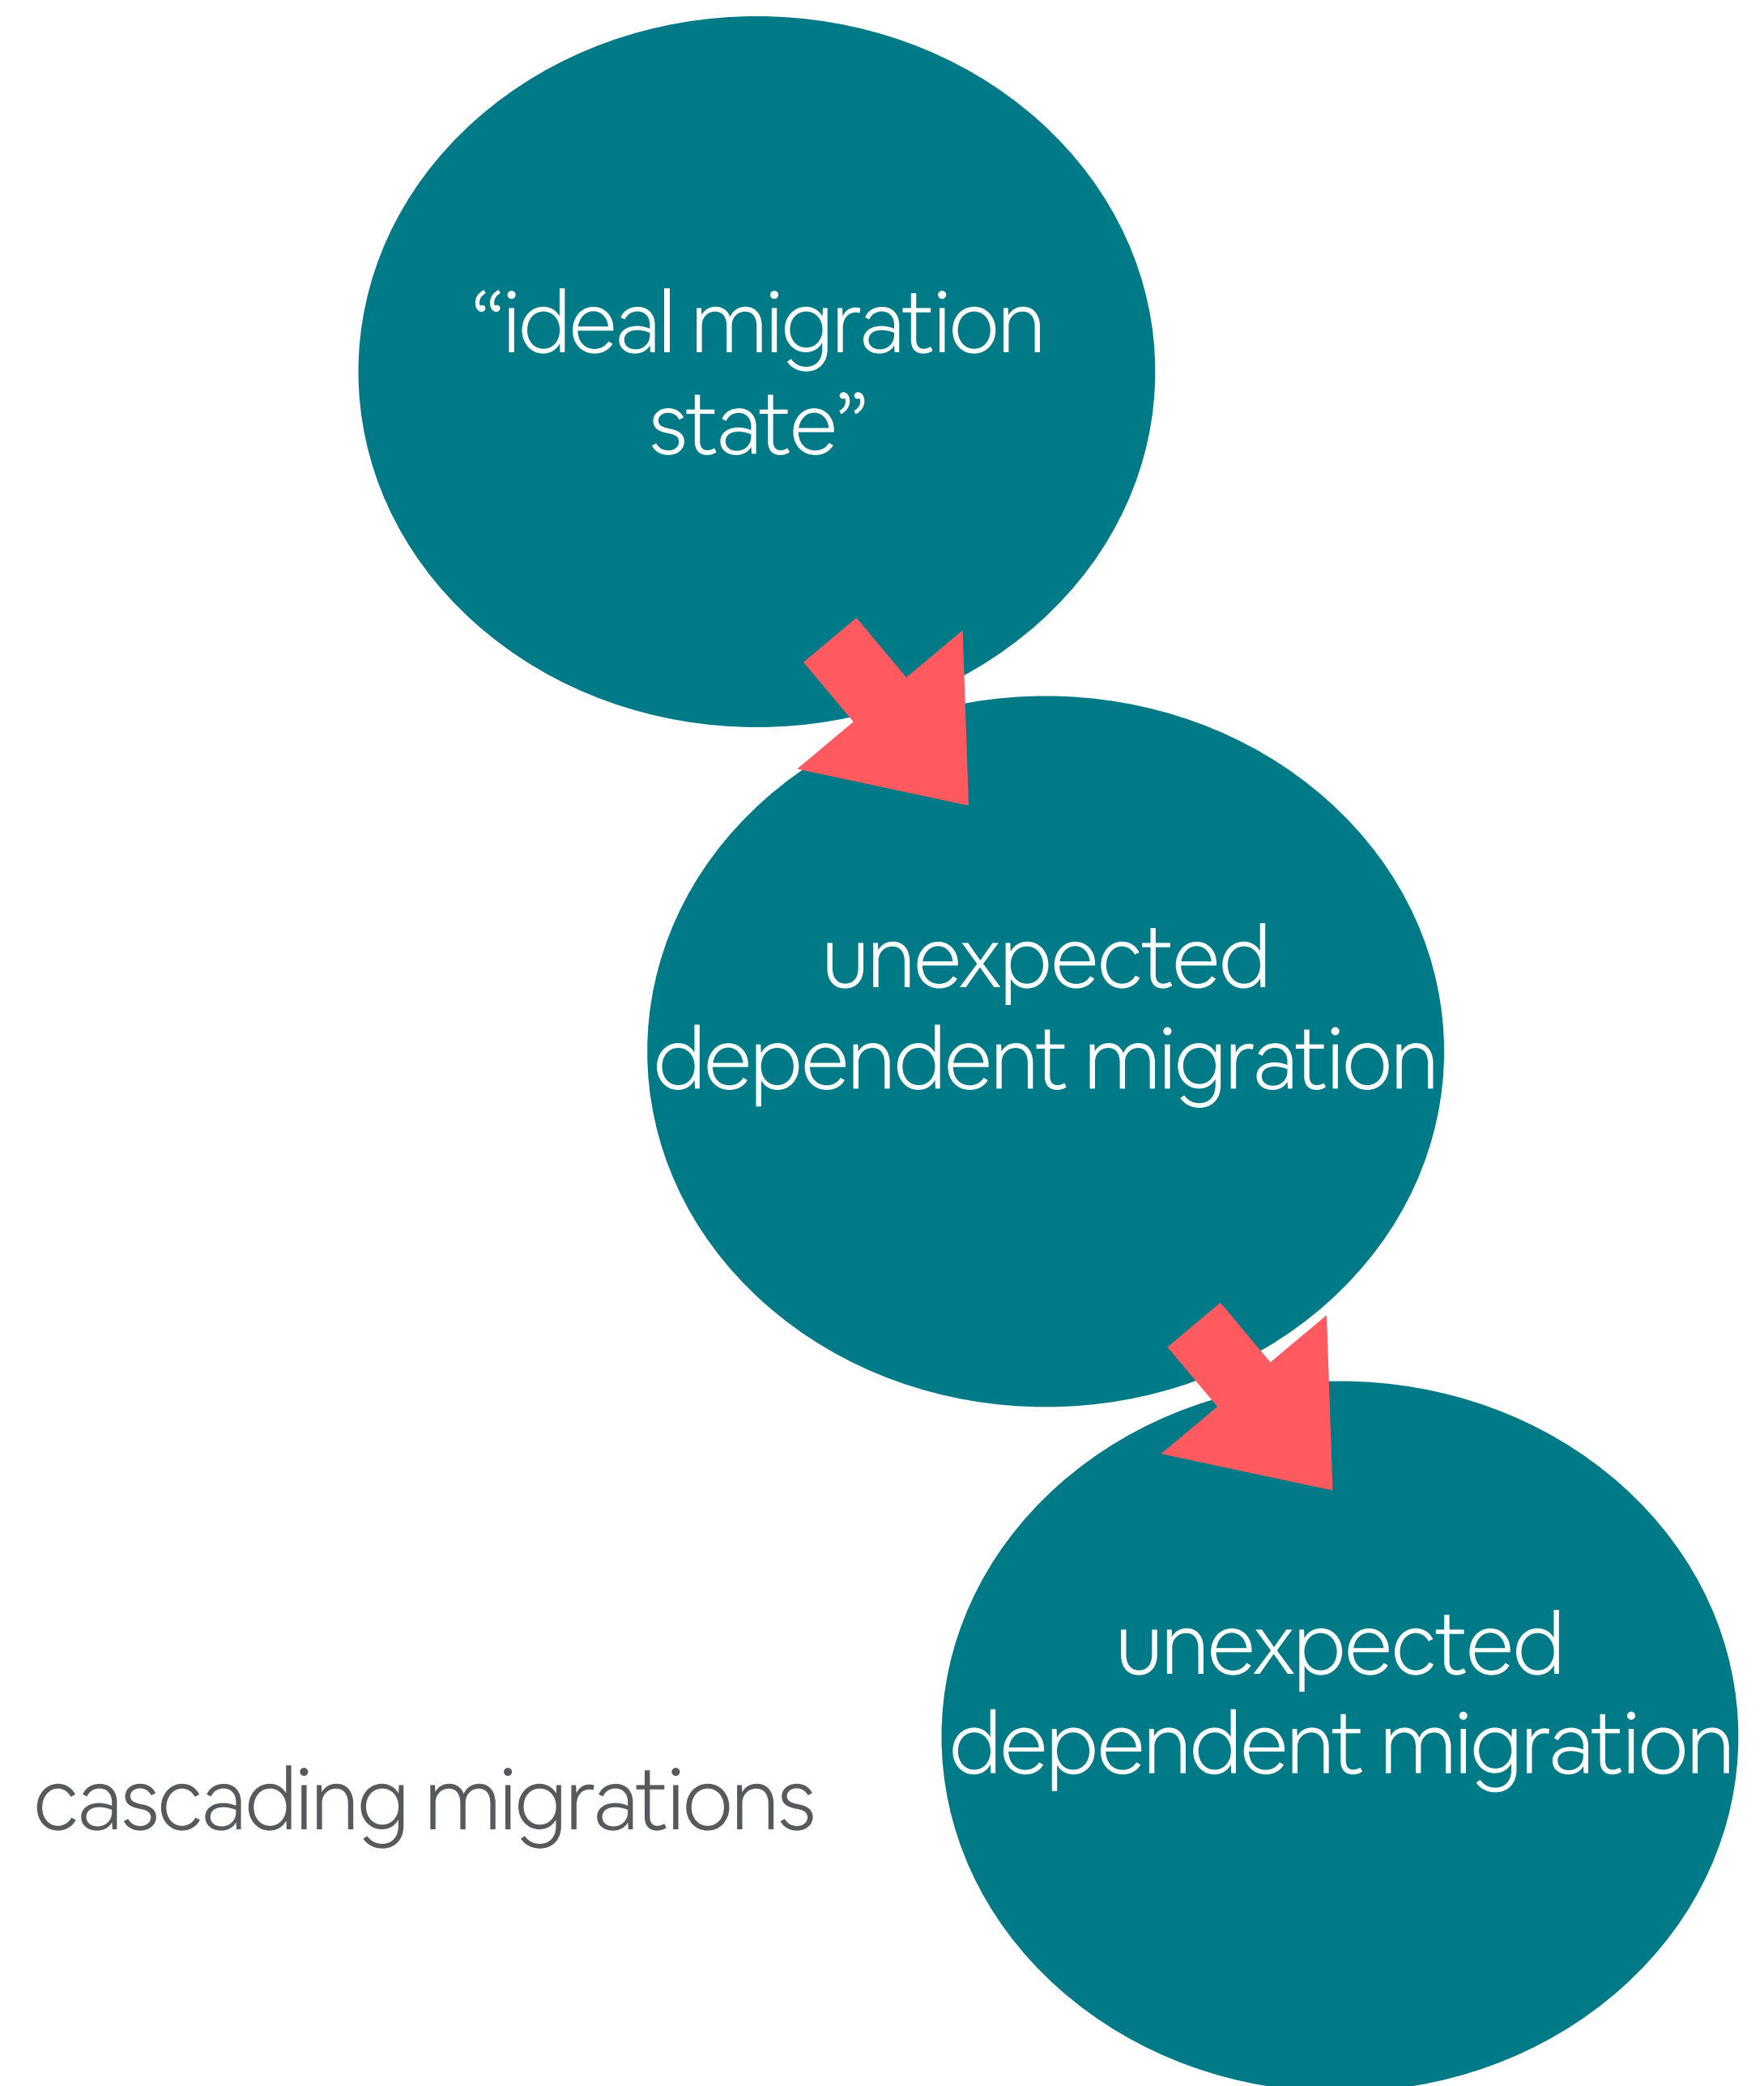 “ideal migration
state”
unexpected
dependent migration
unexpected
dependent migration
cascading migrations